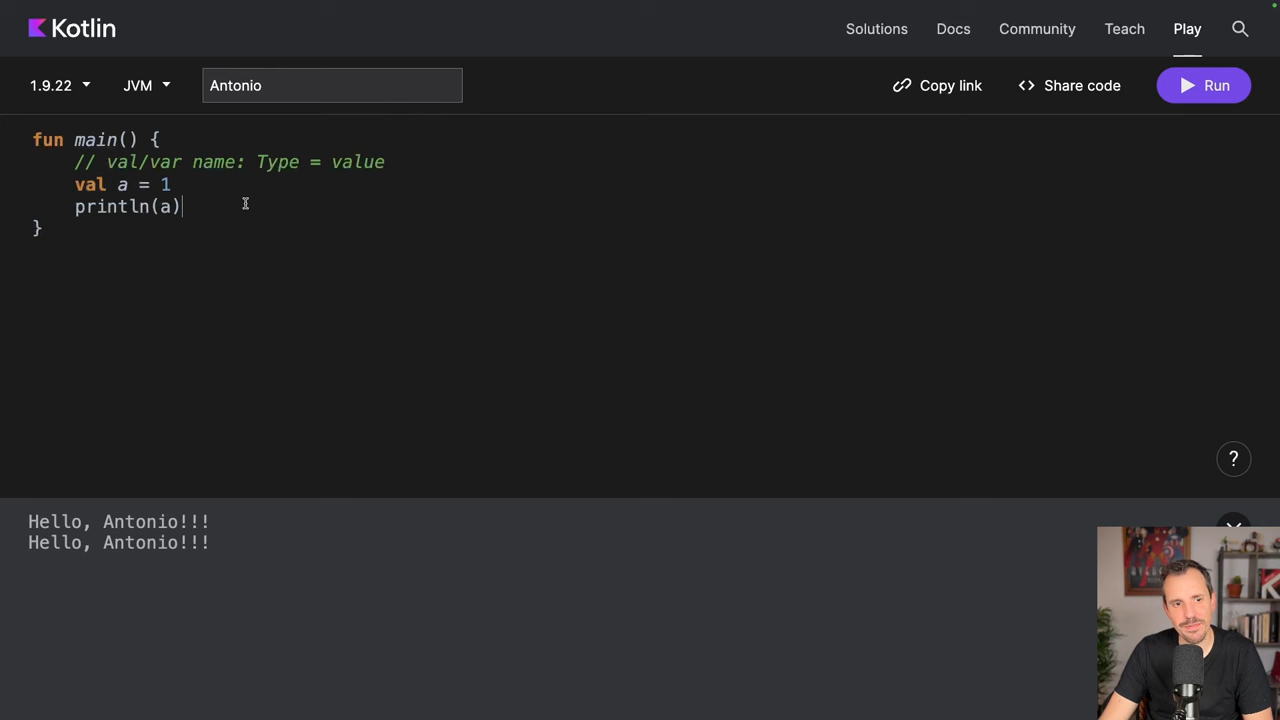 Kotlin
Solutions
Docs
Community
Teach
Play
1.9.22
JVM
Antonio
Copy link
Share code
Run
fun main() {
    // val/var name: Type = value
    val a = 1
    println(a)
}
?
Hello, Antonio!!!
Hello, Antonio!!!